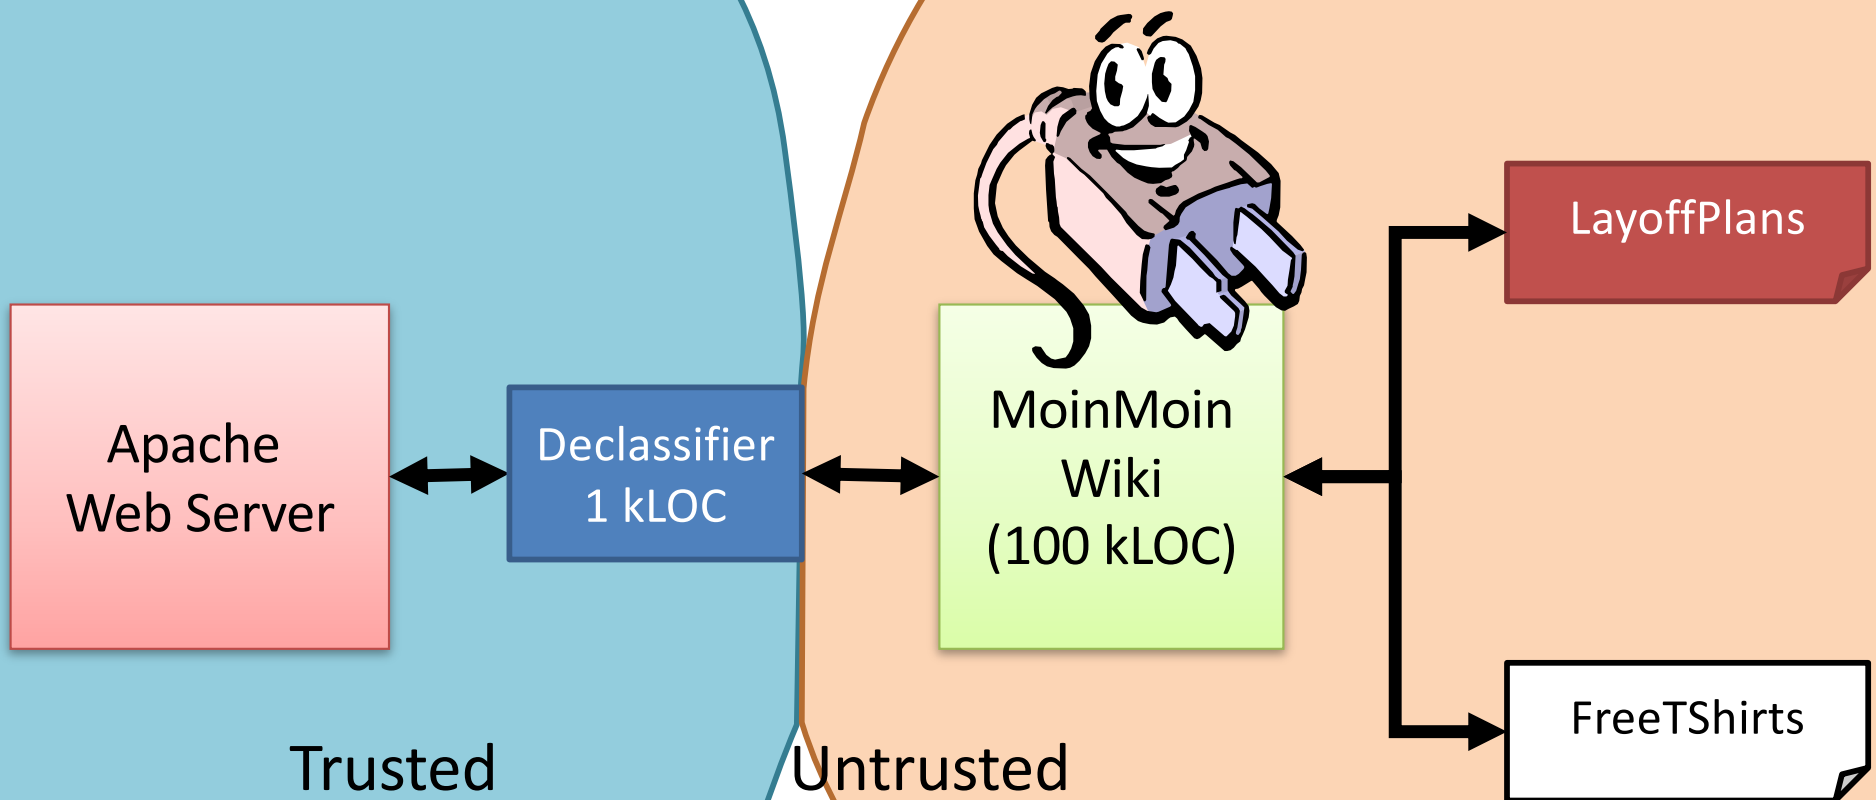 Apache
Web Server
Declassifier
1 kLOC
MoinMoin
Wiki
(100 kLOC)
LayoffPlans
FreeTShirts
Trusted
Untrusted